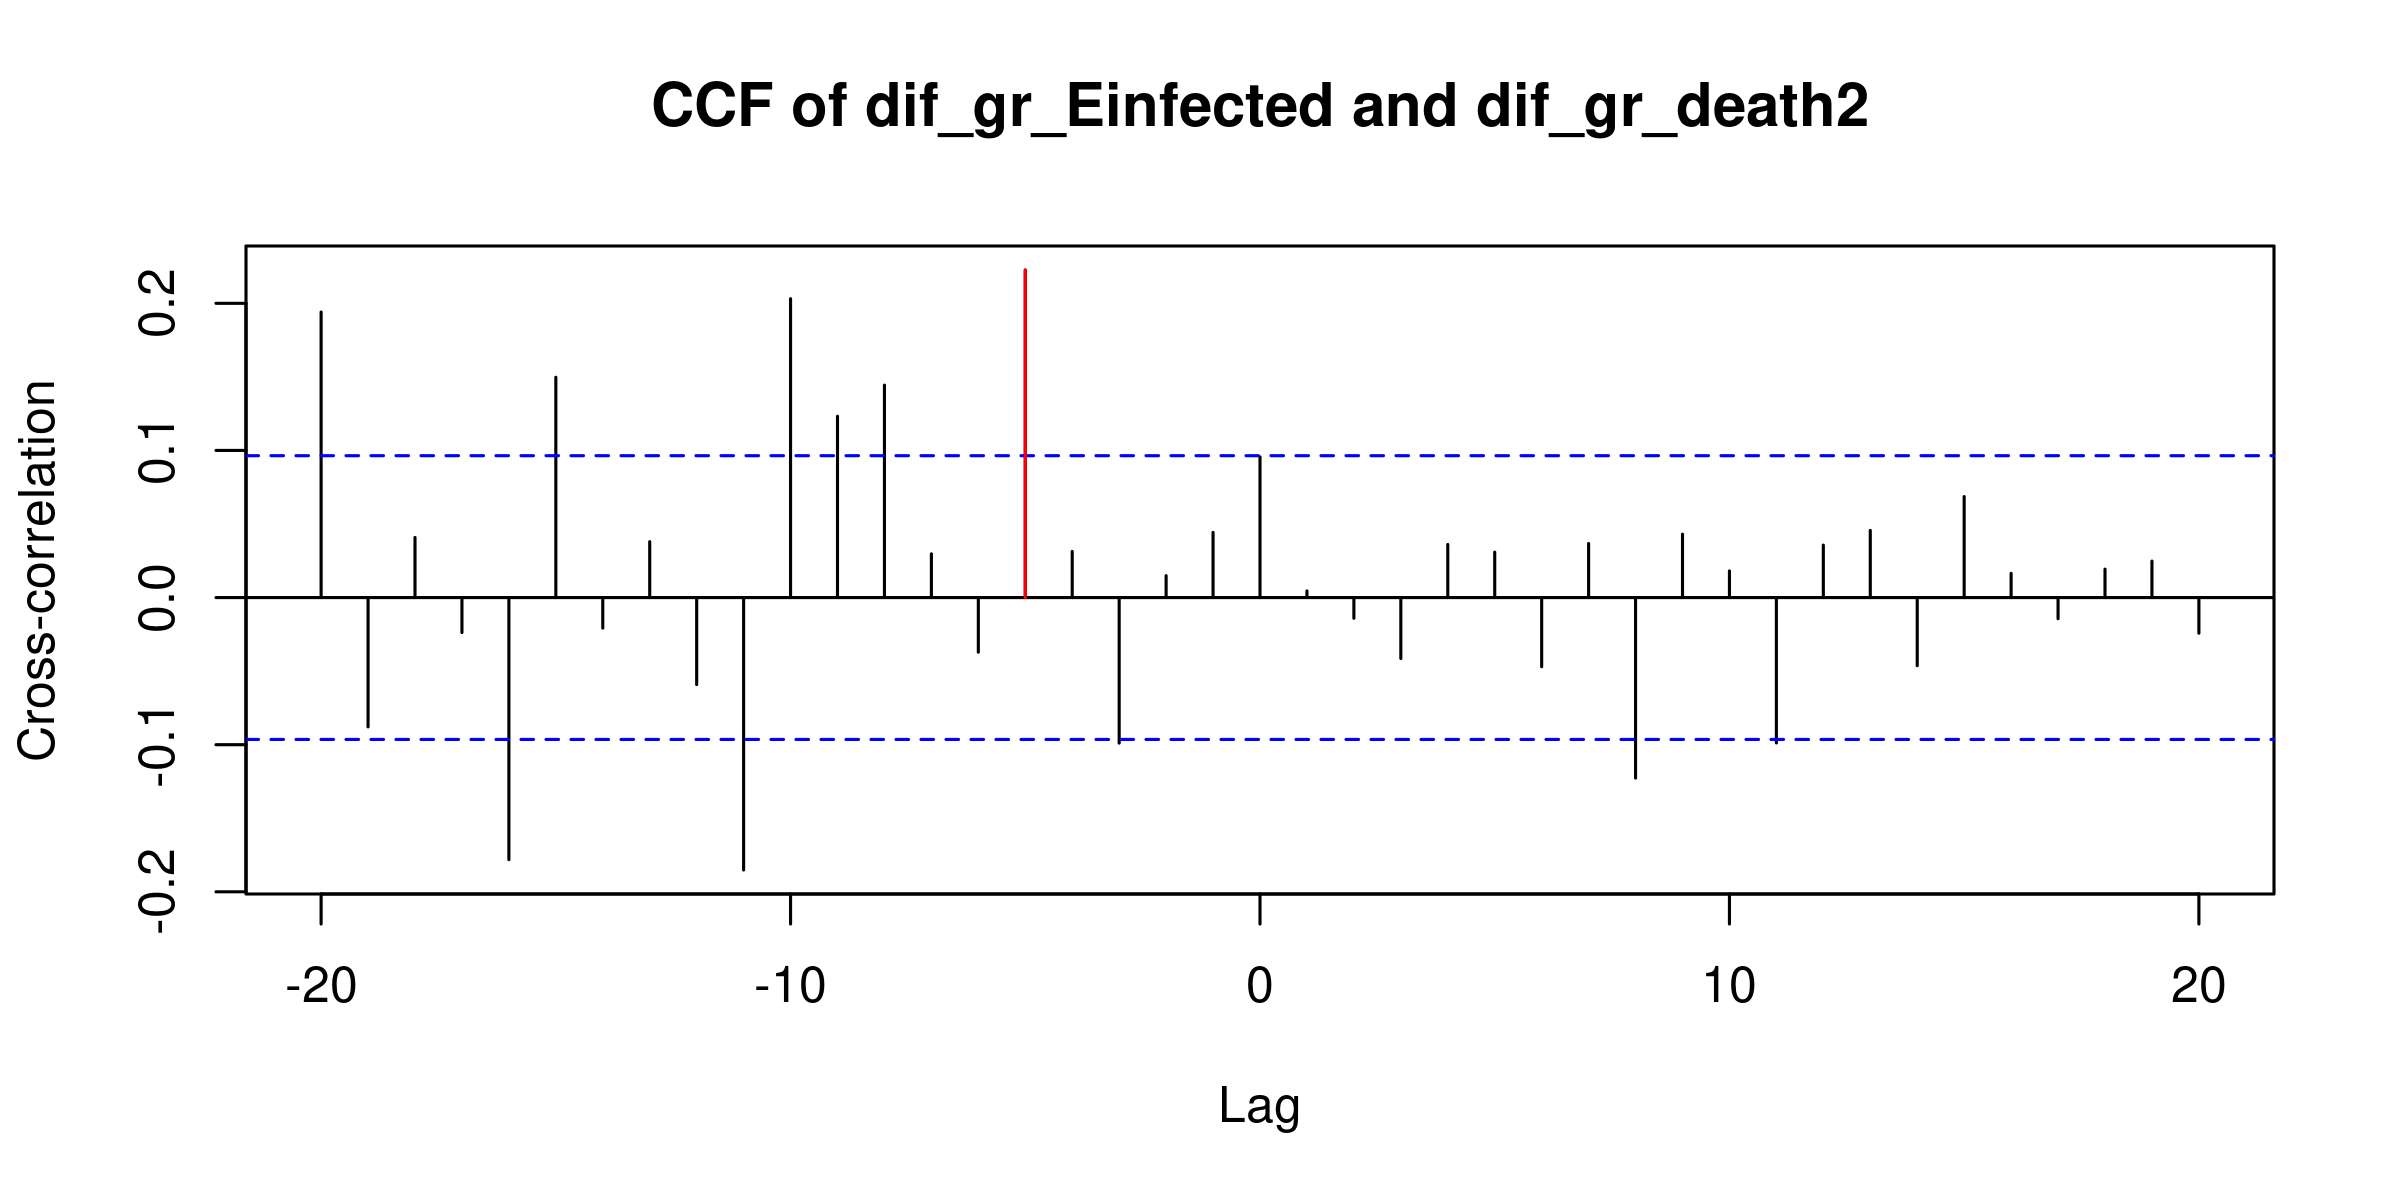 CCF of dif_gr_Einfected and dif_gr_death2
Cross-correlation
0.2
0.1
0.0
-0.1
-0.2
-20 -10 0 10 20
Lag